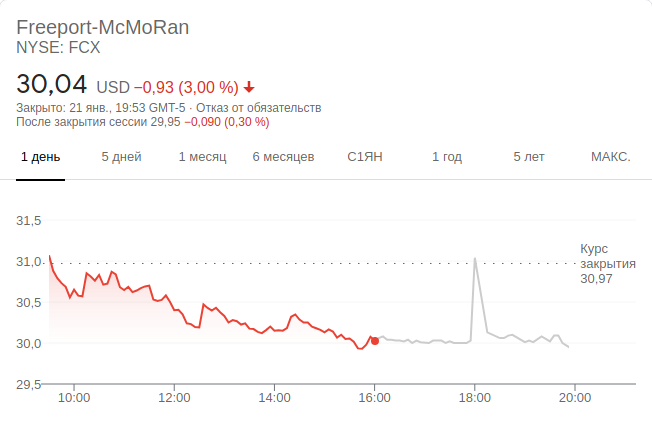 Freeport-McMoRan
NYSE: FCX
30,04 USD −0,93 (3,00 %)
Закрыто: 21 янв., 19:53 GMT-5 · Отказ от обязательств
После закрытия сессии 29,95 −0,090 (0,30 %)
1 день 5 дней 1 месяц 6 месяцев С1ЯН 1 год 5 лет МАКС.
31,5
31,0
30,5
30,0
29,5
Курс
закрытия
30,97
10:00 12:00 14:00 16:00 18:00 20:00